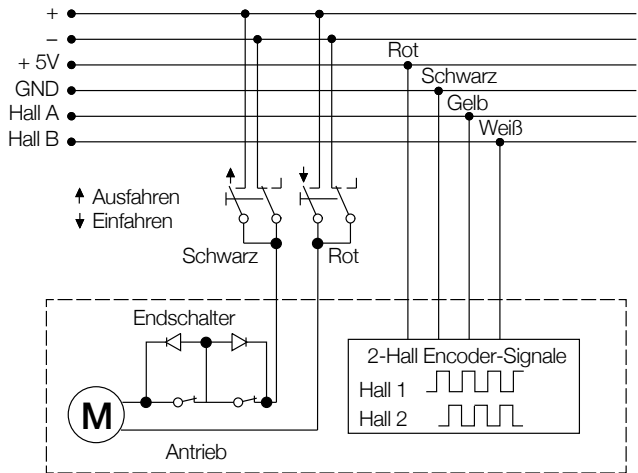 +
–
+ 5V
GND
Hall A
Hall B
Rot
Schwarz
Gelb
Weiß
Ausfahren
Einfahren
Schwarz
Rot
Endschalter
M
Antrieb
2-Hall Encoder-Signale
Hall 1
Hall 2